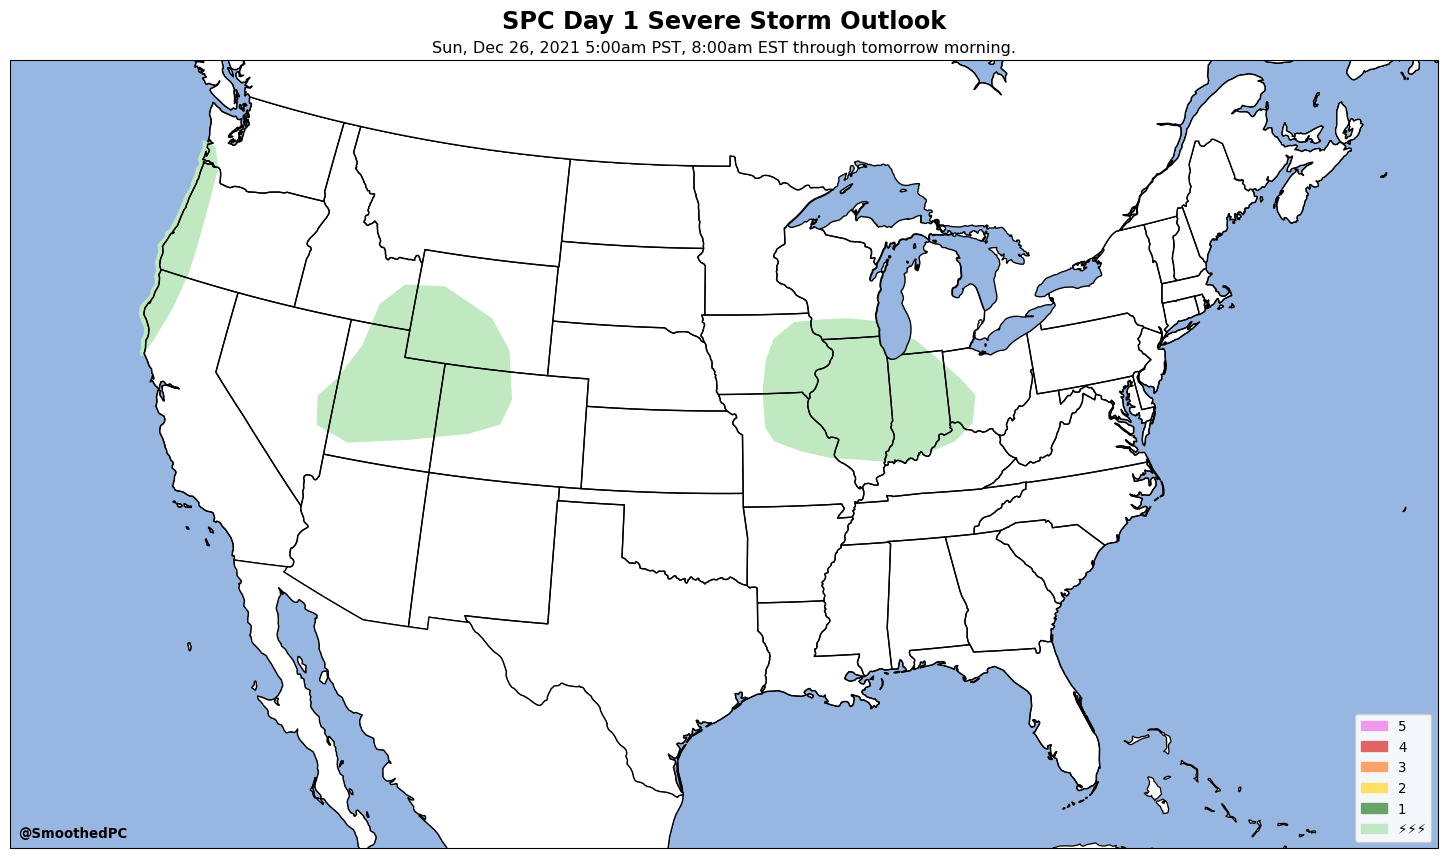 SPC Day 1 Severe Storm Outlook
Sun, Dec 26, 2021 5:00am PST, 8:00am EST through tomorrow morning.
5
4
3
2
1
⚡⚡⚡
@SmoothedPC